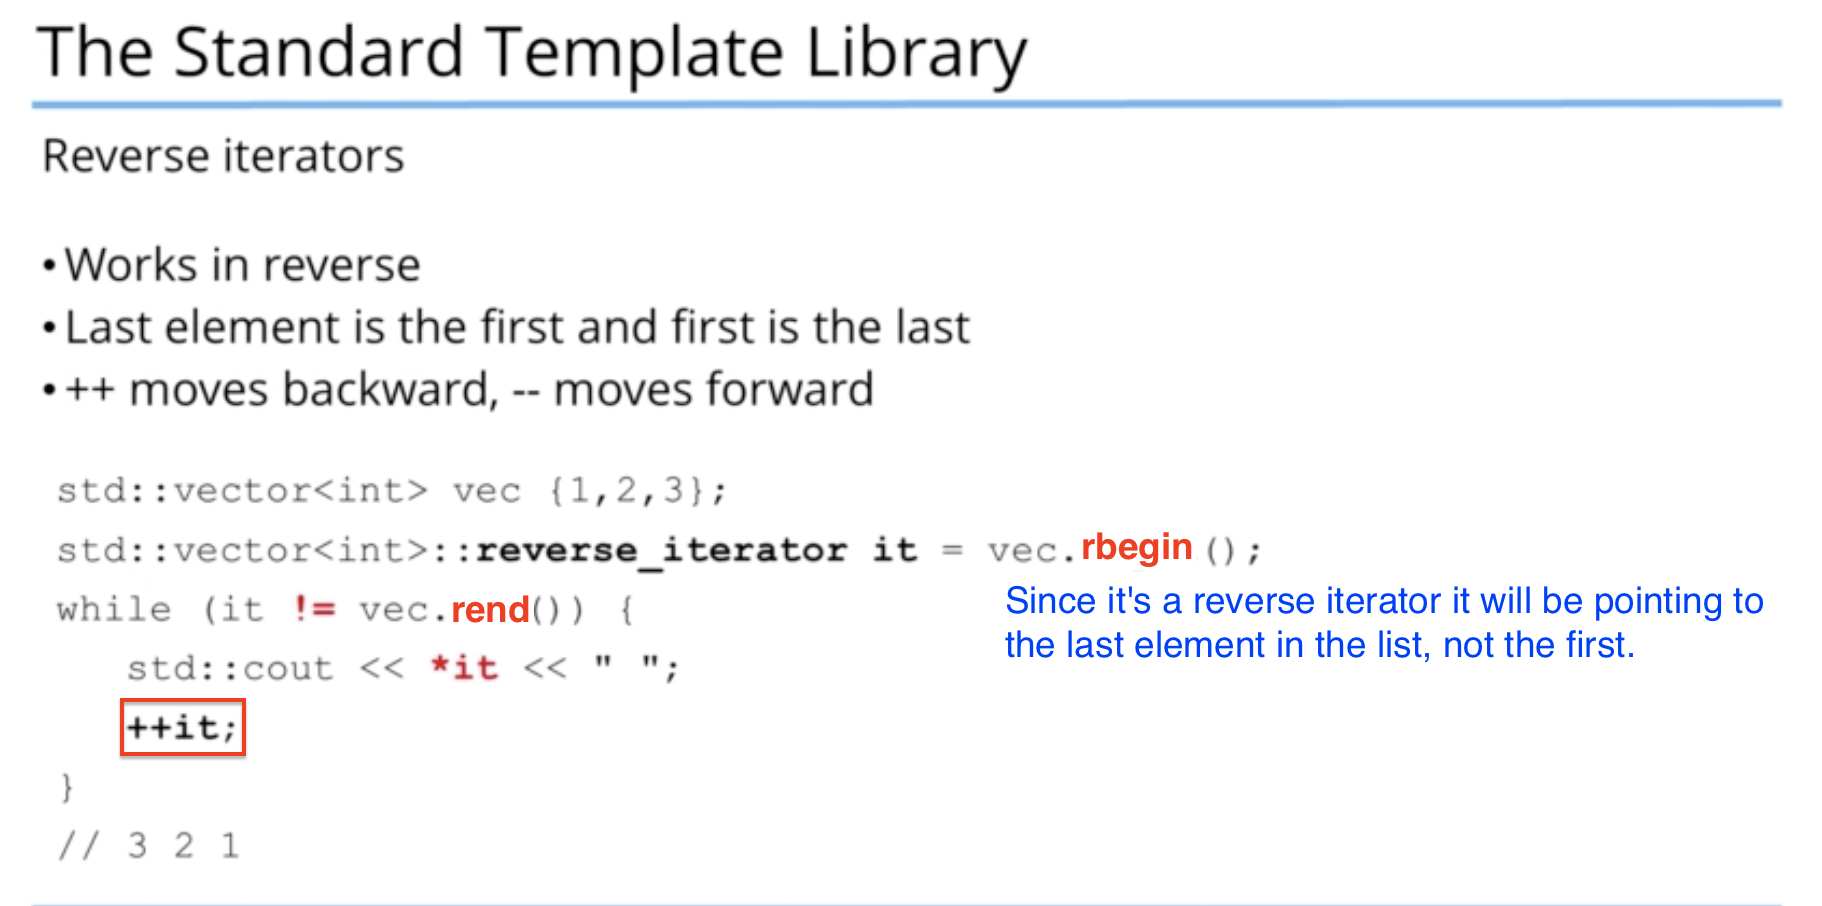 The Standard Template Library
Reverse iterators
• Works in reverse
• Last element is the first and first is the last
• ++ moves backward, -- moves forward
std::vector<int> vec {1,2,3};
std::vector<int>::reverse_iterator it = vec.rbegin();
Since it's a reverse iterator it will be pointing to
the last element in the list, not the first.
while (it != vec.rend()) {
std::cout << *it << " ";
++it;
}
// 3 2 1